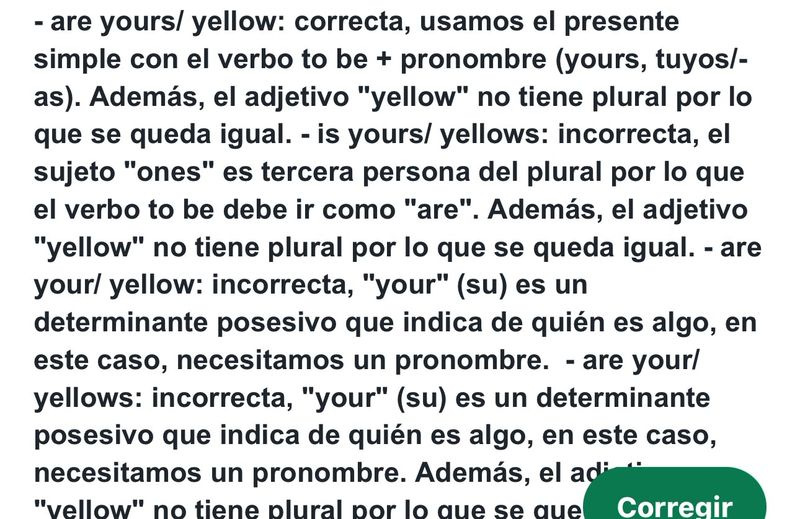 - are yours/ yellow: correcta, usamos el presente
simple con el verbo to be + pronombre (yours, tuyos/-
as). Además, el adjetivo "yellow" no tiene plural por lo
que se queda igual. - is yours/ yellows: incorrecta, el
sujeto "ones" es tercera persona del plural por lo que
el verbo to be debe ir como "are". Además, el adjetivo
"yellow" no tiene plural por lo que se queda igual. - are
your/ yellow: incorrecta, "your" (su) es un
determinante posesivo que indica de quién es algo, en
este caso, necesitamos un pronombre.  - are your/
yellows: incorrecta, "your" (su) es un determinante
posesivo que indica de quién es algo, en este caso,
necesitamos un pronombre. Además, el
"yellow" no tiene plural por lo que se que
Corregir